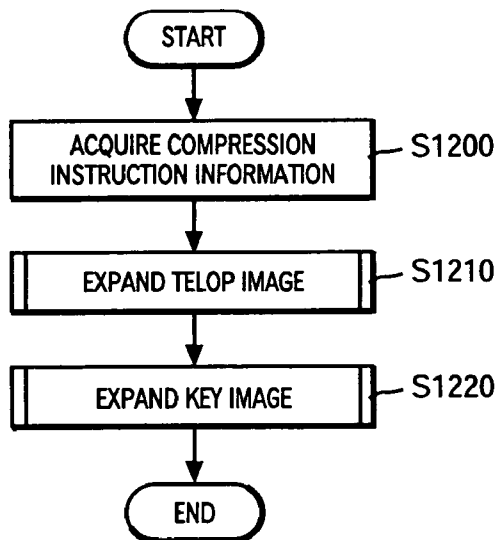 START
ACQUIRE COMPRESSION
INSTRUCTION INFORMATION
S1200
EXPAND TELOP IMAGE
S1210
EXPAND KEY IMAGE
S1220
END